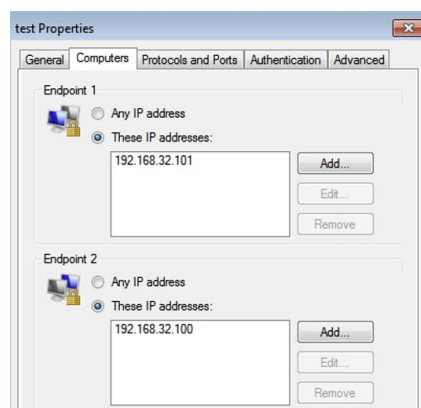 test Properties
General Computers Protocols and Ports Authentication Advanced
Endpoint 1
Any IP address
These IP addresses:
192.168.32.101
Add...
Edit...
Remove
Endpoint 2
Any IP address
These IP addresses:
192.168.32.100
Add...
Edit...
Remove